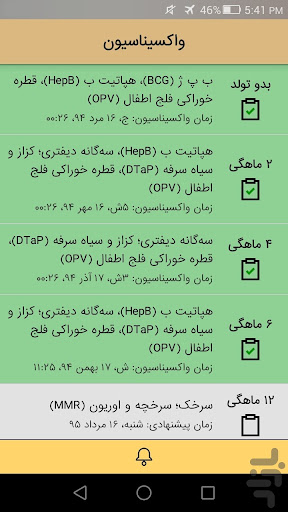 46% 5:41 PM
واکسیناسیون
بدو تولد
ب پ ژ (BCG)، هپاتیت ب (HepB)، قطره
خوراکی فلج اطفال (OPV)
زمان واکسیناسیون: ج، ۱۶ مرد ۹۴، ۰۰:۲۶
۲ ماهگی
هپاتیت ب (HepB)، سه‌گانه دیفتری؛ کزاز و
سیاه سرفه (DTaP)، قطره خوراکی فلج
اطفال (OPV)
زمان واکسیناسیون: ۵ش، ۱۶ مهر ۹۴، ۰۰:۲۶
۴ ماهگی
سه‌گانه دیفتری؛ کزاز و سیاه سرفه (DTaP)،
قطره خوراکی فلج اطفال (OPV)
زمان واکسیناسیون: ۳ش، ۱۷ آذر ۹۴، ۰۰:۲۶
۶ ماهگی
هپاتیت ب (HepB)، سه‌گانه دیفتری؛ کزاز
و سیاه سرفه (DTaP)، قطره خوراکی فلج
اطفال (OPV)
زمان واکسیناسیون: ش، ۱۷ بهمن ۹۴، ۱۱:۲۵
۱۲ ماهگی
سرخک؛ سرخچه و اوریون (MMR)
زمان پیشنهادی: شنبه، ۱۶ مرداد ۹۵
بازار